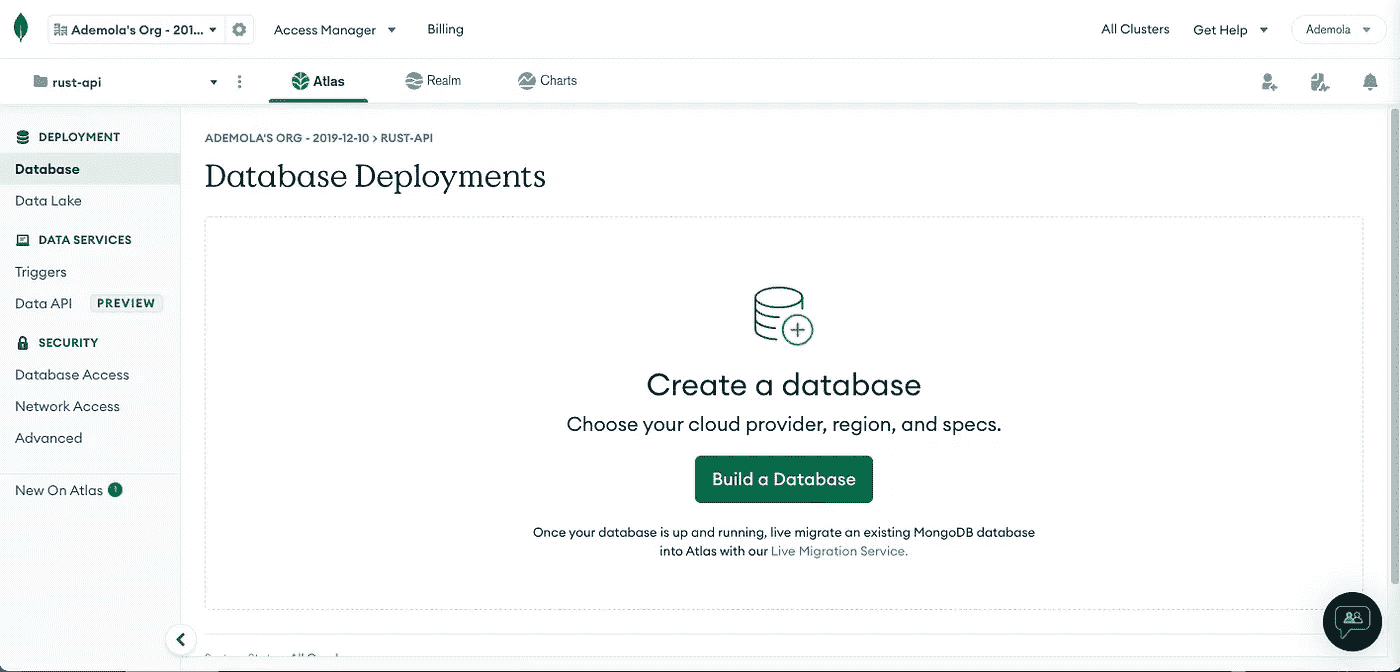 Ademola's Org - 201...
Access Manager
Billing
All Clusters
Get Help
Ademola
rust-api
Atlas
Realm
Charts
DEPLOYMENT
Database
Data Lake
DATA SERVICES
Triggers
Data API PREVIEW
SECURITY
Database Access
Network Access
Advanced
New On Atlas 1
ADEMOLA'S ORG - 2019-12-10 > RUST-API
Database Deployments
Create a database
Choose your cloud provider, region, and specs.
Build a Database
Once your database is up and running, live migrate an existing MongoDB database
into Atlas with our Live Migration Service.